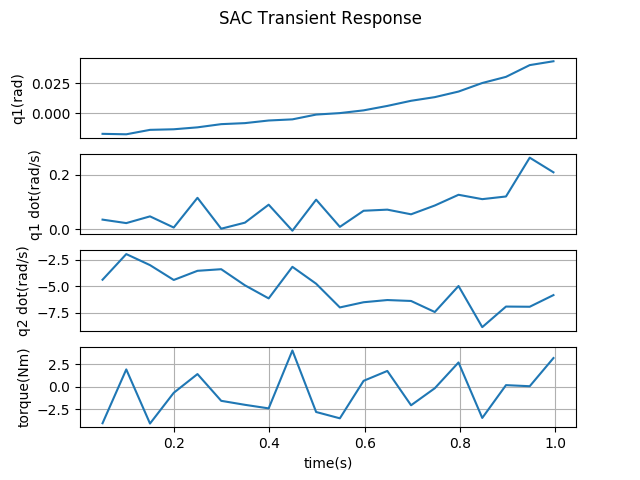 SAC Transient Response
q1(rad)
0.025
0.000
q1 dot(rad/s)
0.2
0.0
q2 dot(rad/s)
−2.5
−5.0
−7.5
torque(Nm)
2.5
0.0
−2.5
0.2 0.4 0.6 0.8 1.0
time(s)